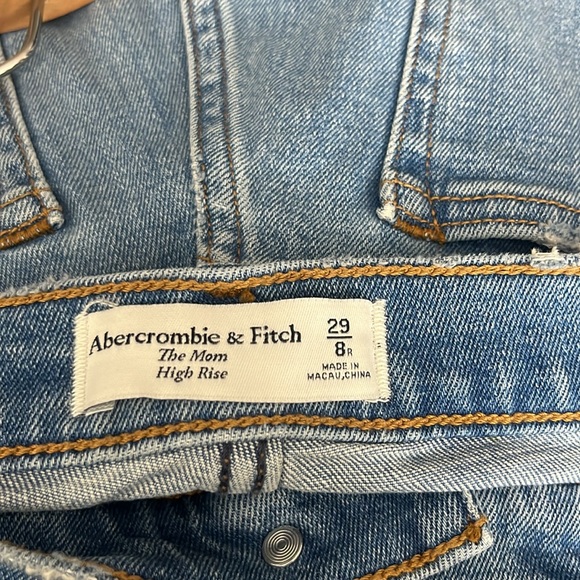 Abercrombie & Fitch
The Mom
High Rise
29
8R
MADE IN
MACAU,CHINA